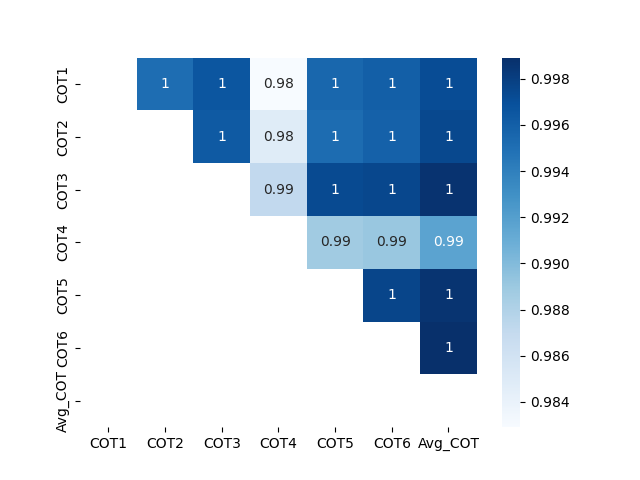 COT1 1 1 0.98 1 1 1
COT2 1 0.98 1 1 1
COT3 0.99 1 1 1
COT4 0.99 0.99 0.99
COT5 1 1
COT6 1
Avg_COT
COT1 COT2 COT3 COT4 COT5 COT6 Avg_COT
0.998
0.996
0.994
0.992
0.990
0.988
0.986
0.984